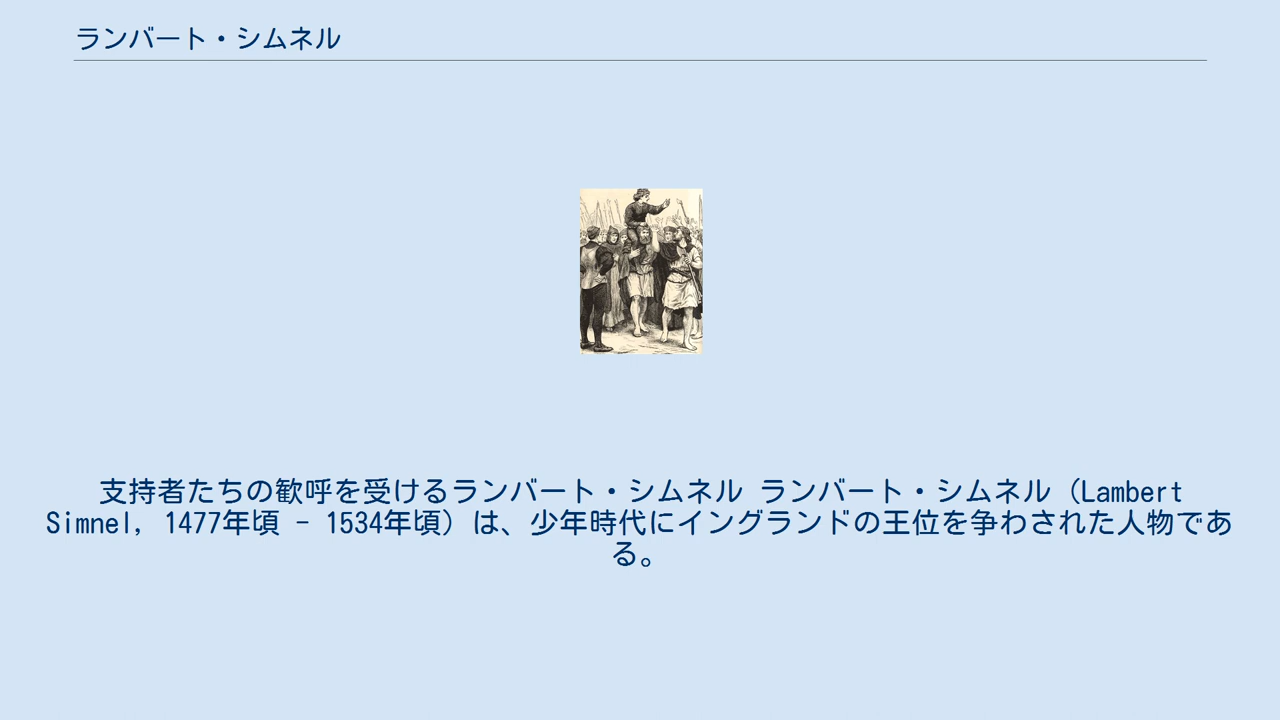 ランバート・シムネル
支持者たちの歓呼を受けるランバート・シムネル ランバート・シムネル（Lambert
Simnel, 1477年頃 - 1534年頃）は、少年時代にイングランドの王位を争わされた人物であ
る。